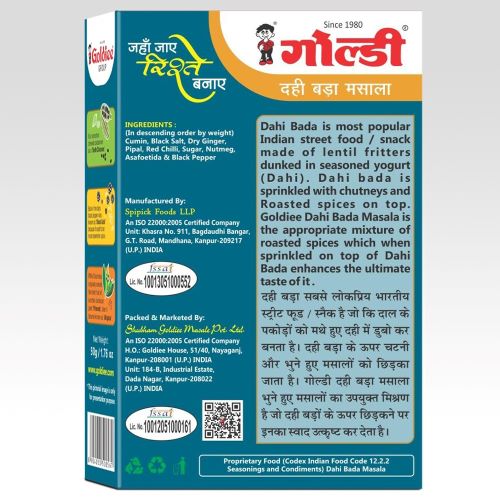 Goldiee
GROUP
जहाँ जाए
रिश्ते
बनाए
Since 1980
गोल्डी
®
दही बड़ा मसाला
INGREDIENTS :
(In descending order by weight)
Cumin, Black Salt, Dry Ginger,
Pipal, Red Chilli, Sugar, Nutmeg,
Asafoetida & Black Pepper
Manufactured By:
Spipick Foods LLP
An ISO 22000:2005 Certified Company
Unit: Khasra No. 911, Bagdaudhi Bangar,
G.T. Road, Mandhana, Kanpur-209217
(U.P.) INDIA
fssai
Lic. No. 10013051000552
Packed & Marketed By:
Shubham Goldiee Masale Pvt. Ltd.
An ISO 22000:2005 Certified Company
H.O.: Goldiee House, 51/40, Nayaganj,
Kanpur-208001 (U.P.) INDIA
Unit: 184-B, Industrial Estate,
Dada Nagar, Kanpur-208022
(U.P.) INDIA
fssai
Lic. No. 10012051000161
Dahi Bada is most popular
Indian street food / snack
made of lentil fritters
dunked in seasoned yogurt
(Dahi). Dahi bada is
sprinkled with chutneys and
Roasted spices on top.
Goldiee Dahi Bada Masala is
the appropriate mixture of
roasted spices which when
sprinkled on top of Dahi
Bada enhances the ultimate
taste of it .
दही बड़ा सबसे लोकप्रिय भारतीय
स्ट्रीट फूड / स्नैक है जो कि दाल के
पकोड़ों को मथे हुए दही में डुबो कर
बनता है। दही बड़ा के ऊपर चटनी
और भुने हुए मसालों को छिड़का
जाता है। गोल्डी दही बड़ा मसाला
भुने हुए मसालों का उपयुक्त मिश्रण
है जो दही बड़ों के ऊपर छिड़कने पर
इनका स्वाद उत्कृष्ट कर देता है।
Proprietary Food (Codex Indian Food Code 12.2.2
Seasonings and Condiments) Dahi Bada Masala
50g / 1.76 oz
www.goldiee.com